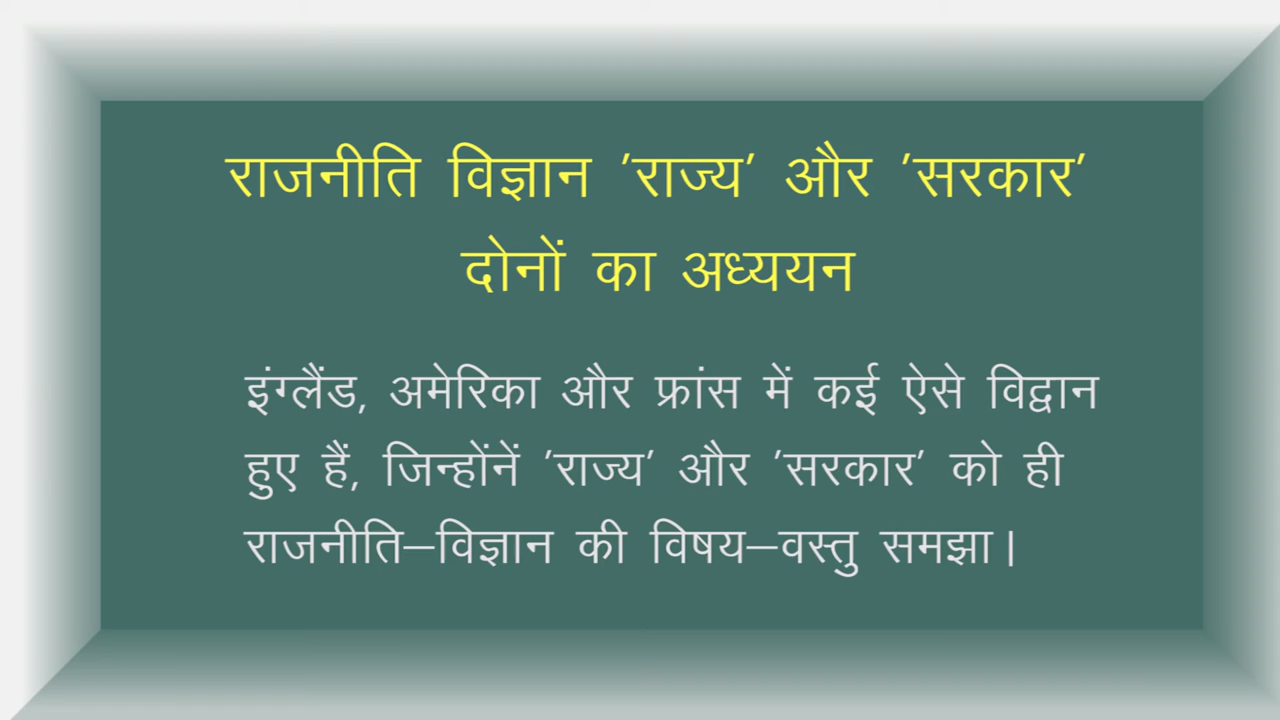 राजनीति विज्ञान ’राज्य’ और ’सरकार’
दोनों का अध्ययन
इंग्लैंड, अमेरिका और फ्रांस में कई ऐसे विद्वान
हुए हैं, जिन्होंनें ’राज्य’ और ’सरकार’ को ही
राजनीति–विज्ञान की विषय–वस्तु समझा।